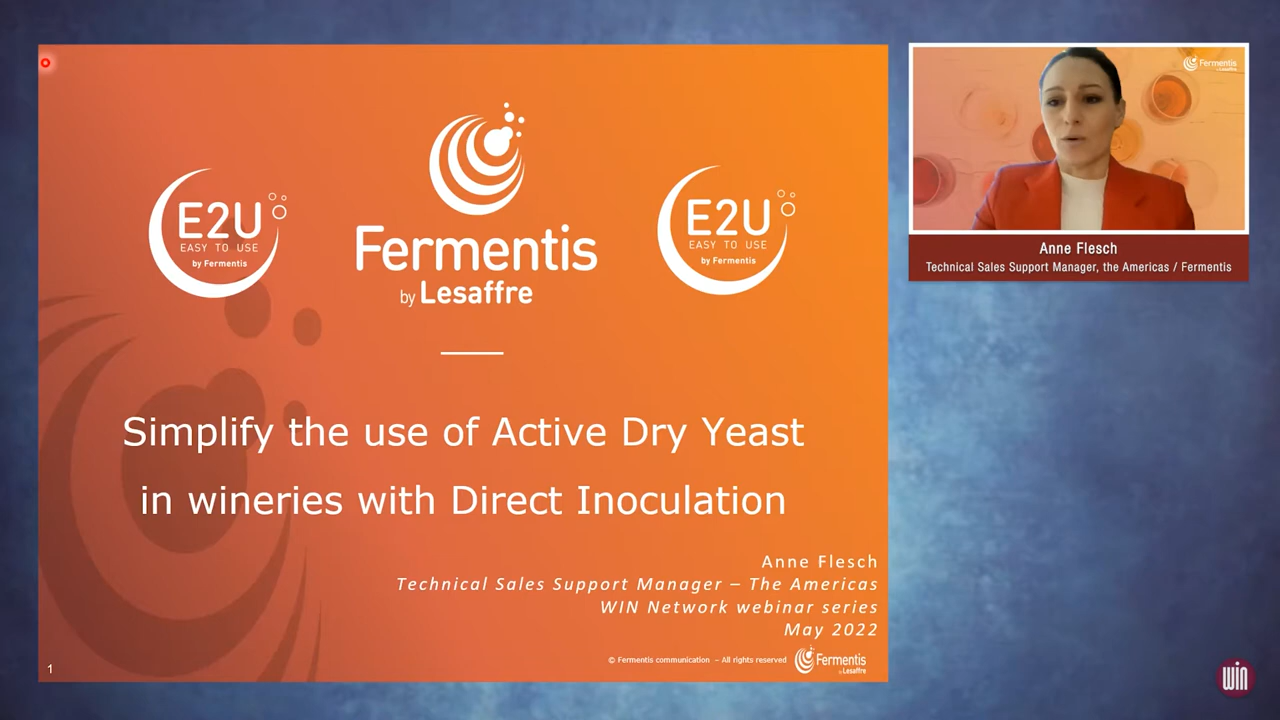 E2U
EASY TO USE
by Fermentis
Fermentis
by Lesaffre
E2U
EASY TO USE
by Fermentis
Simplify the use of Active Dry Yeast
in wineries with Direct Inoculation
Anne Flesch
Technical Sales Support Manager – The Americas
WIN Network webinar series
May 2022
© Fermentis communication – All rights reserved
Fermentis
by Lesaffre
1
Fermentis
by Lesaffre
Anne Flesch
Technical Sales Support Manager, the Americas / Fermentis
win